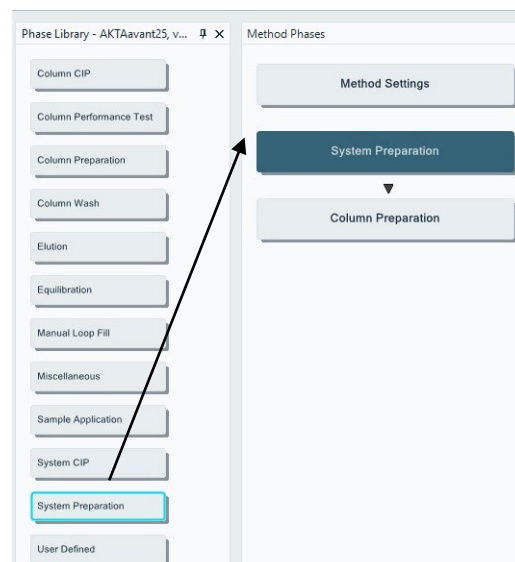 Phase Library - AKTAavant25, v...
Column CIP
Column Performance Test
Column Preparation
Column Wash
Elution
Equilibration
Manual Loop Fill
Miscellaneous
Sample Application
System CIP
System Preparation
User Defined
Method Phases
Method Settings
System Preparation
Column Preparation